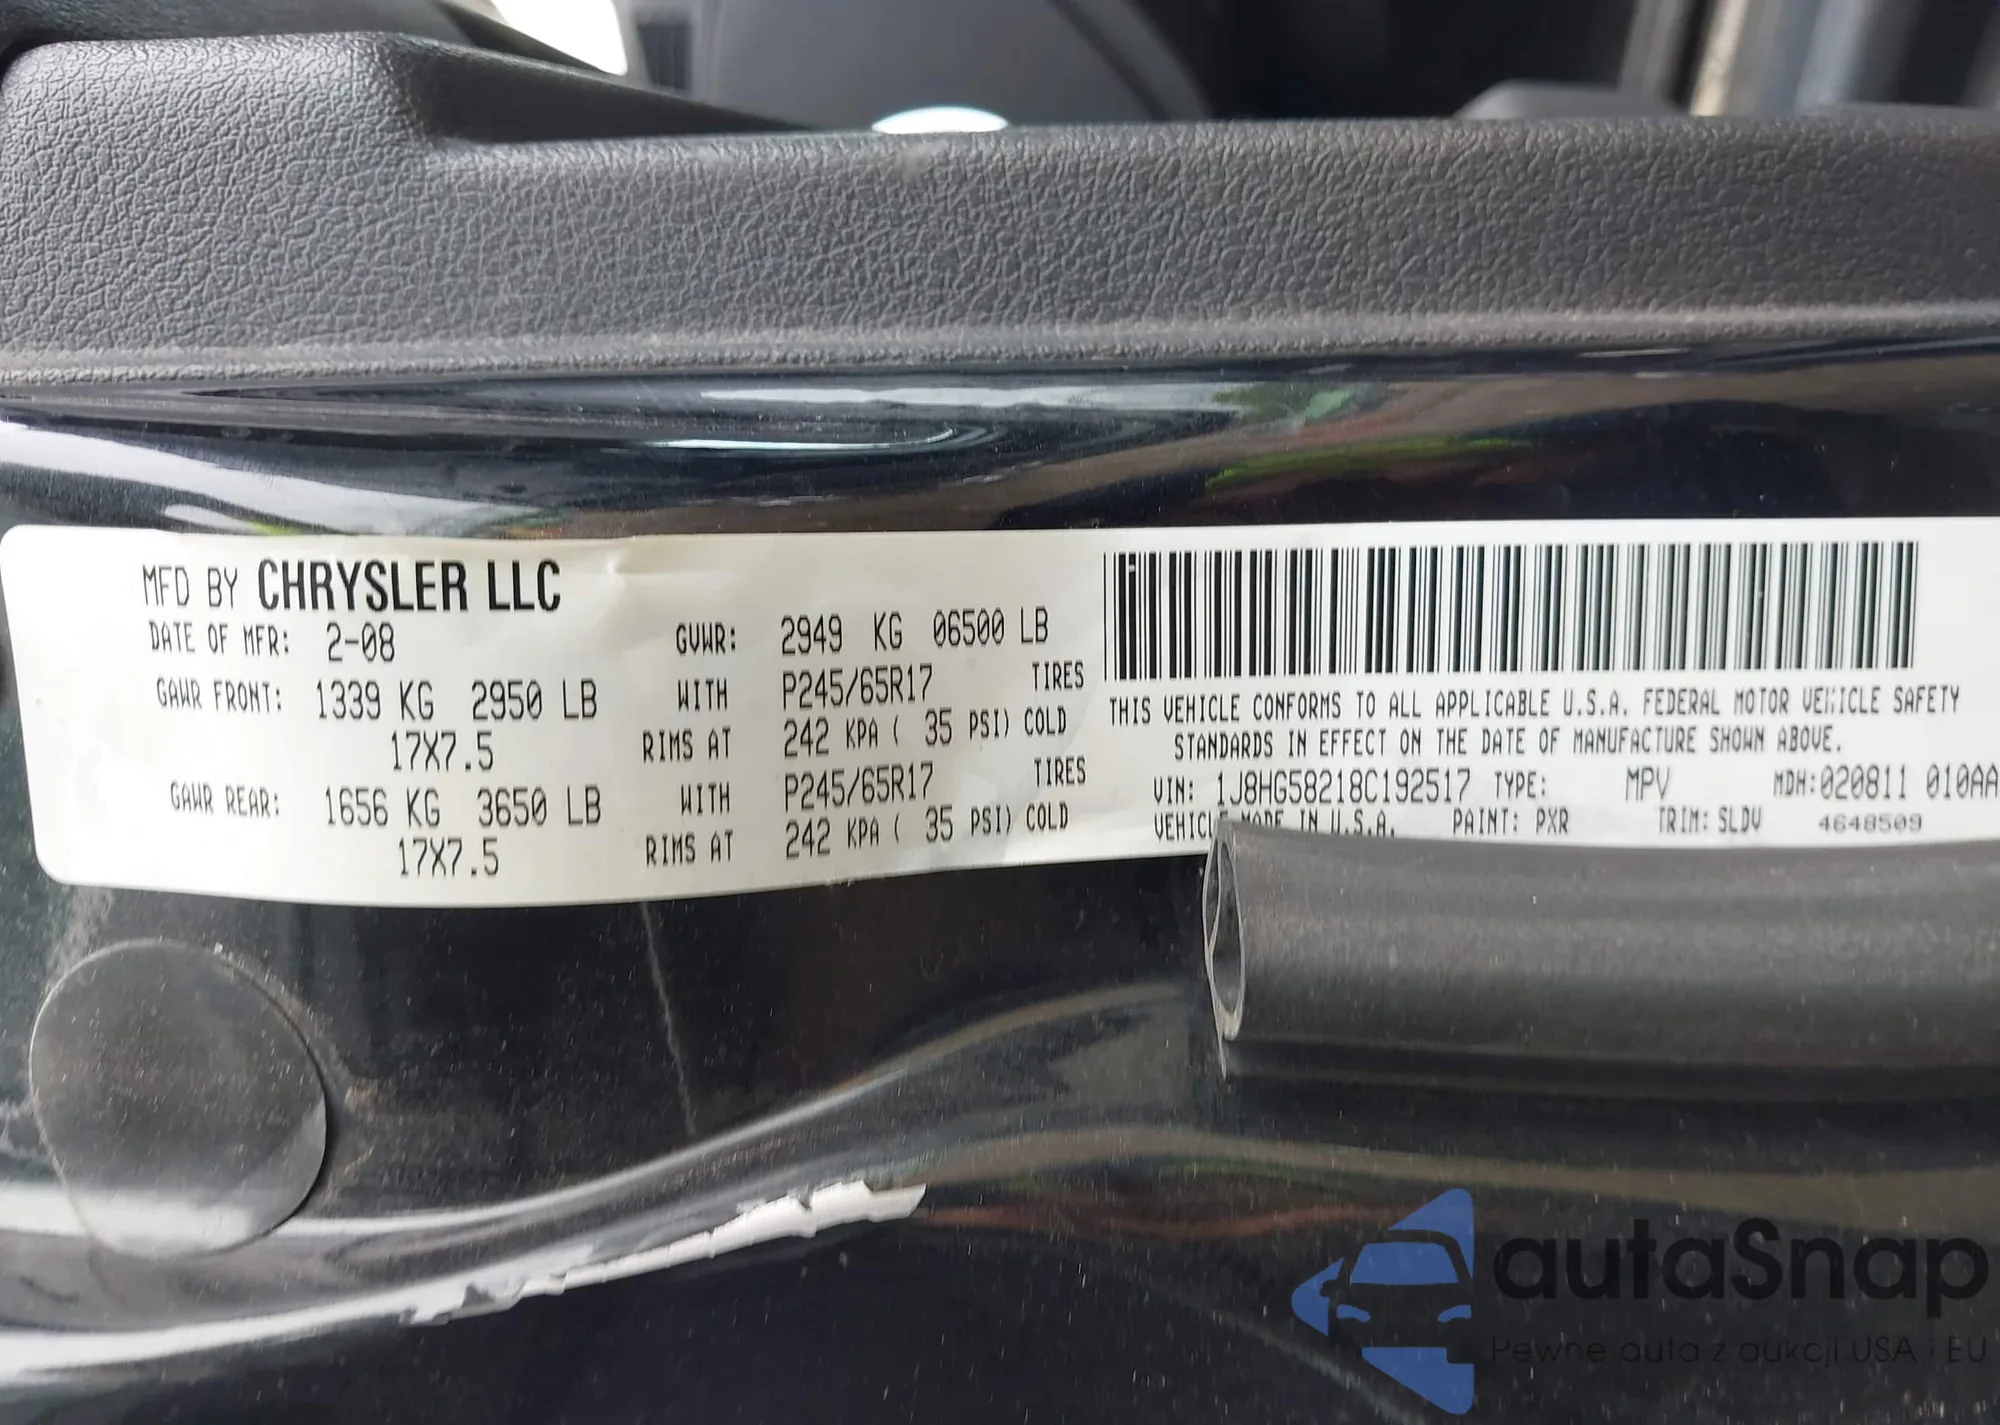 MFD BY CHRYSLER LLC
DATE OF MFR: 2-08 GVWR: 2949 KG 06500 LB
GAWR FRONT: 1339 KG 2950 LB WITH P245/65R17 TIRES
17X7.5 RIMS AT 242 KPA ( 35 PSI) COLD
GAWR REAR: 1656 KG 3650 LB WITH P245/65R17 TIRES
17X7.5 RIMS AT 242 KPA ( 35 PSI) COLD
THIS VEHICLE CONFORMS TO ALL APPLICABLE U.S.A. FEDERAL MOTOR VEHICLE SAFETY
STANDARDS IN EFFECT ON THE DATE OF MANUFACTURE SHOWN ABOVE.
VIN: 1J8HG58218C192517 TYPE: MPV MDH:020811 010AA
VEHICLE MADE IN U.S.A. PAINT: PXR TRIM: SLDV 4648509
autaSnap
Pewne auta z aukcji USA i EU